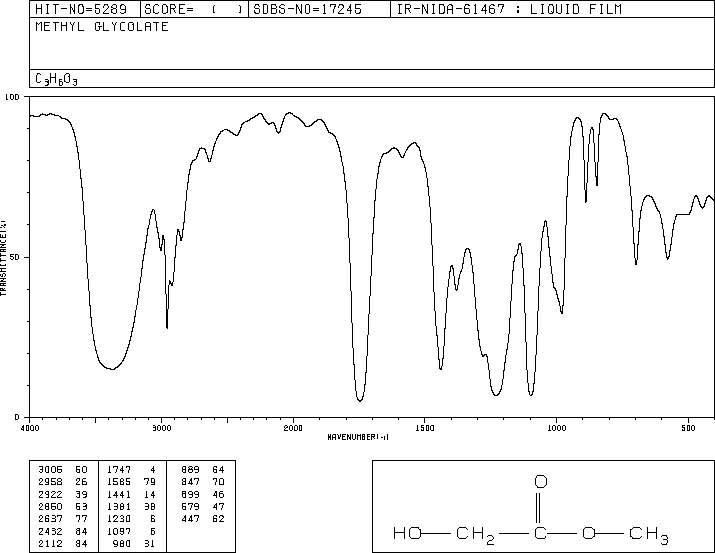 HIT-NO=5289 SCORE= ( ) SDBS-NO=17245 IR-NIDA-61467 : LIQUID FILM
METHYL GLYCOLATE
C3H6O3
100
50
0
TRANSMITTANCE(%)
4000 3000 2000 1500 1000 500
WAVENUMBER(-1)
3006 60 1747 4 889 64
2958 26 1585 79 847 70
2922 39 1441 14 699 46
2850 53 1381 38 579 47
2637 77 1230 6 447 62
2432 84 1097 6
2112 84 980 31
O
HO CH2 C O CH3